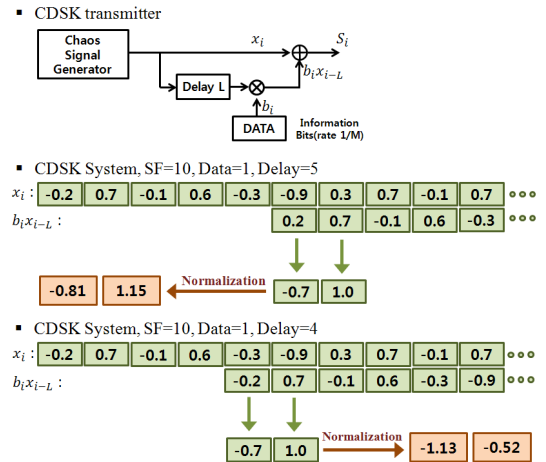 ▪ CDSK transmitter
Chaos
Signal
Generator
x_i
S_i
Delay L
b_i x_{i-L}
b_i
DATA
Information
Bits(rate 1/M)
▪ CDSK System, SF=10, Data=1, Delay=5
x_i : -0.2 0.7 -0.1 0.6 -0.3 -0.9 0.3 0.7 -0.1 0.7
b_i x_{i-L} : 0.2 0.7 -0.1 0.6 -0.3
-0.81 1.15 Normalization -0.7 1.0
▪ CDSK System, SF=10, Data=1, Delay=4
x_i : -0.2 0.7 -0.1 0.6 -0.3 -0.9 0.3 0.7 -0.1 0.7
b_i x_{i-L} : -0.2 0.7 -0.1 0.6 -0.3 -0.9
-0.7 1.0 Normalization -1.13 -0.52